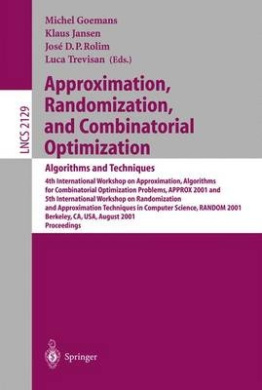 Michel Goemans
Klaus Jansen
José D.P. Rolim
Luca Trevisan (Eds.)
LNCS 2129
Approximation,
Randomization,
and Combinatorial
Optimization
Algorithms and Techniques
4th International Workshop on Approximation, Algorithms
for Combinatorial Optimization Problems, APPROX 2001 and
5th International Workshop on Randomization
and Approximation Techniques in Computer Science, RANDOM 2001
Berkeley, CA, USA, August 2001
Proceedings
Springer